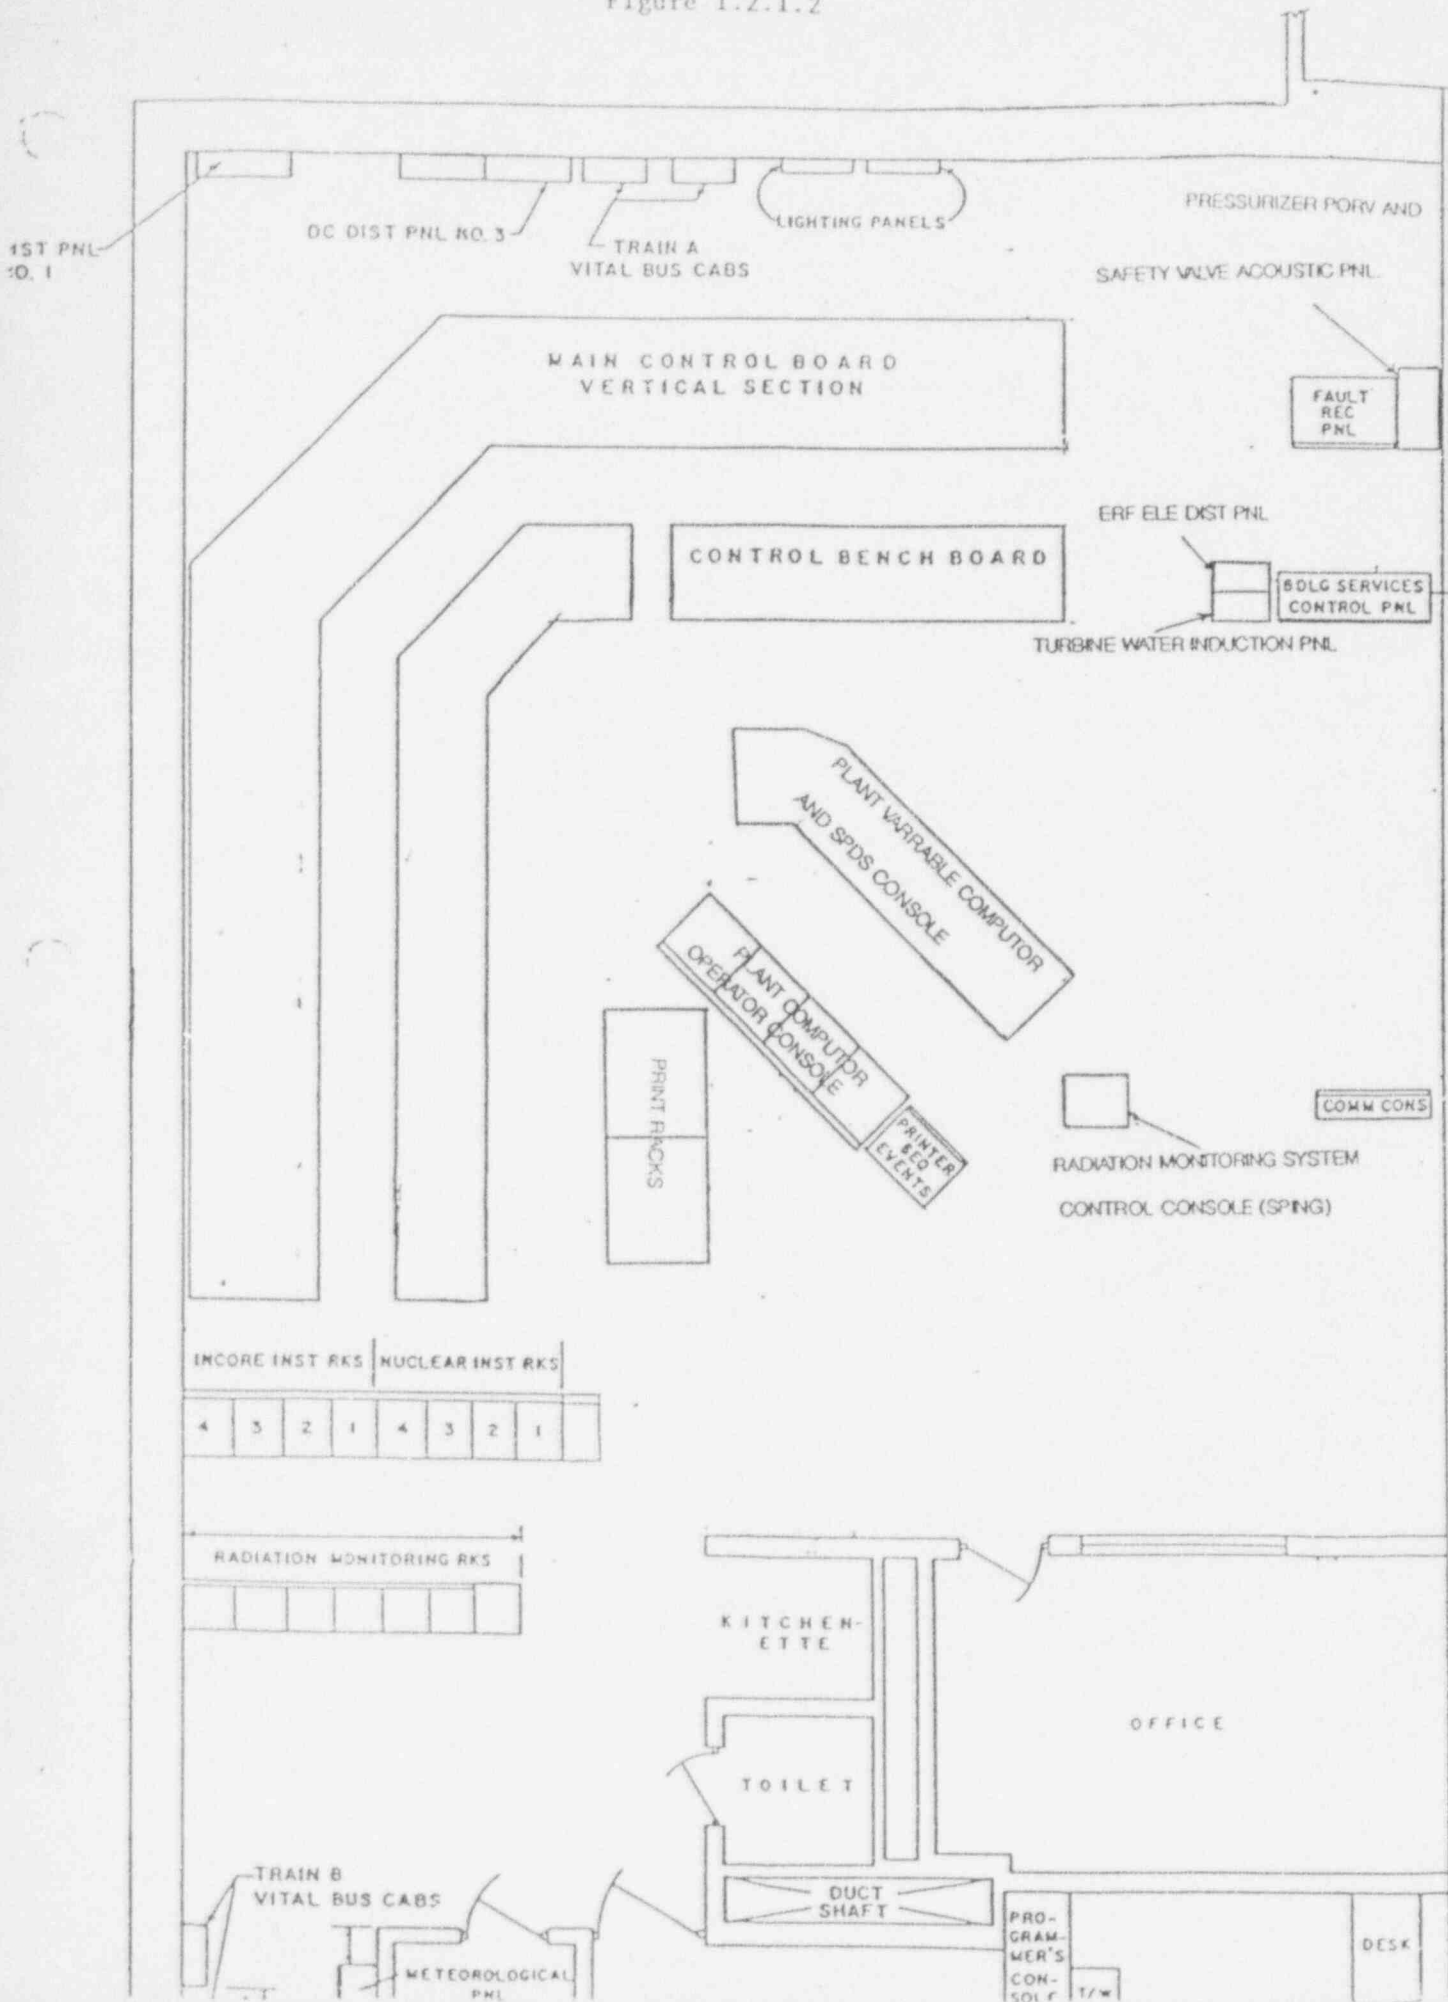 Figure 1.2.1.2
PRESSURIZER PORV AND
SAFETY VALVE ACOUSTIC PNL.
LIGHTING PANELS
DC DIST PNL NO. 3
TRAIN A
VITAL BUS CABS
IST PNL
O. 1
MAIN CONTROL BOARD
VERTICAL SECTION
FAULT
REC
PNL
ERF ELE DIST PNL
CONTROL BENCH BOARD
BDLG SERVICES
CONTROL PNL
TURBINE WATER INDUCTION PNL
PLANT VARRABLE COMPUTOR
AND SPDS CONSOLE
PLANT COMPUTOR
OPERATOR CONSOLE
PRINT RACKS
PRINTER
SEQ
EVENTS
COMM CONS
RADIATION MONITORING SYSTEM
CONTROL CONSOLE (SPING)
INCORE INST RKS NUCLEAR INST RKS
4 3 2 1 4 3 2 1
RADIATION MONITORING RKS
KITCHEN-
ETTE
OFFICE
TOILET
TRAIN B
VITAL BUS CABS
DUCT
SHAFT
PRO-
GRAM-
MER'S
CON-
SOLE
DESK
METEOROLOGICAL
PNL
T/W